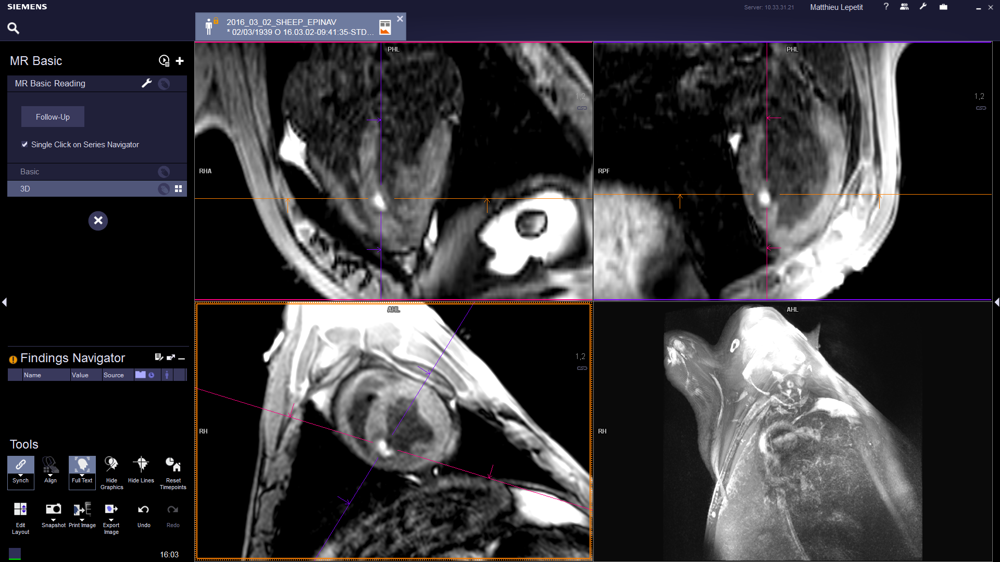 SIEMENS
Server: 10.33.31.21
Matthieu Lepetit
?
2016_03_02_SHEEP_EPINAV
* 02/03/1939 O 16.03.02-09:41:35-STD...
MR Basic
MR Basic Reading
Follow-Up
Single Click on Series Navigator
Basic
3D
PHL
1,2
RHA
PHL
1,2
RPF
AHL
1,2
RH
AHL
RH
Findings Navigator
Name Value Source
Tools
Synch
Align
Full Text
Hide
Graphics
Hide Lines
Reset
Timepoints
Edit
Layout
Snapshot
Print Image
Export
Image
Undo
Redo
16:03